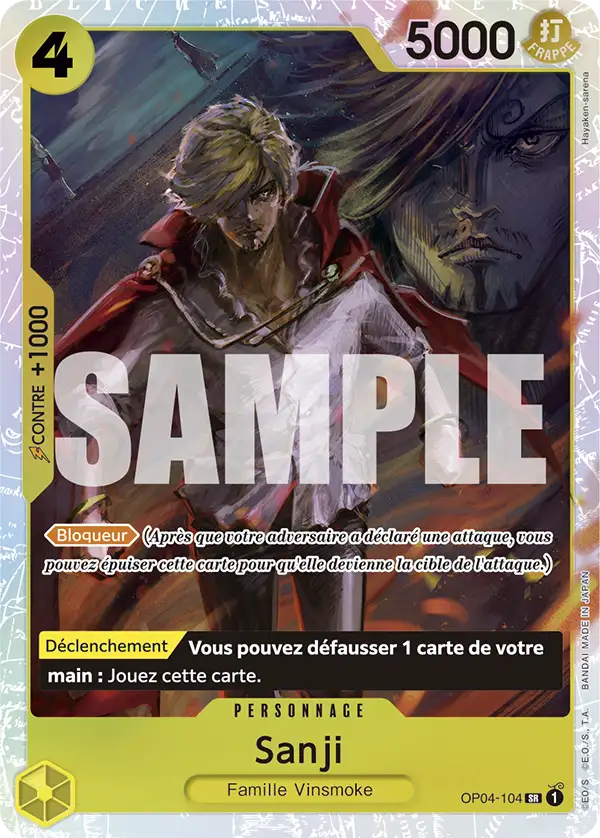 4
5000
打
FRAPPE
Hayaken-sarena
CONTRE +1000
SAMPLE
Bloqueur (Après que votre adversaire a déclaré une attaque, vous
pouvez épuiser cette carte pour qu'elle devienne la cible de l'attaque.)
Déclenchement Vous pouvez défausser 1 carte de votre
main : Jouez cette carte.
PERSONNAGE
Sanji
Famille Vinsmoke
OP04-104 SR 1
©EO/S ©E.O./S., T.A. BANDAI MADE IN JAPAN